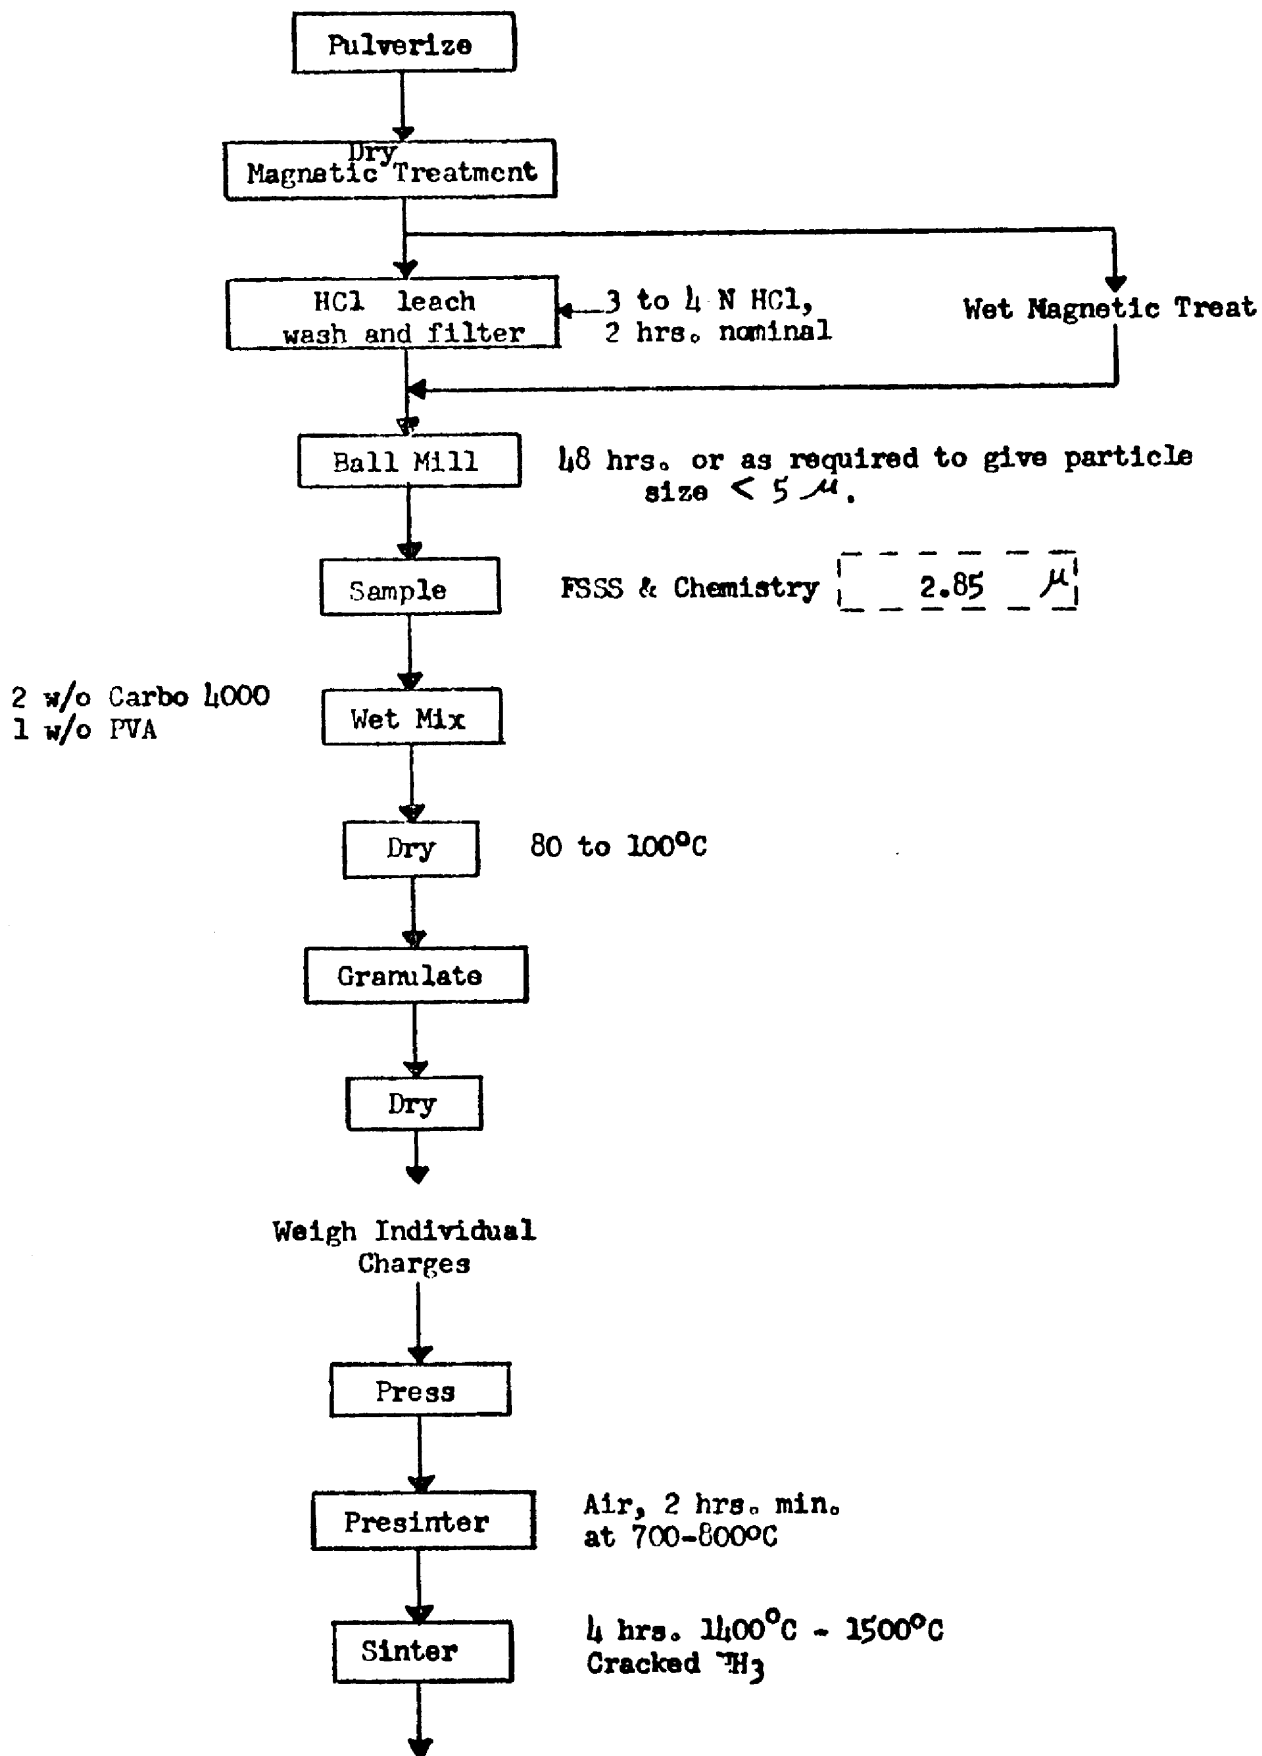 Pulverize
Dry
Magnetic Treatment
HCl leach
wash and filter
3 to 4 N HCl,
2 hrs. nominal
Wet Magnetic Treat
Ball Mill
48 hrs. or as required to give particle
size < 5 μ.
Sample
FSSS & Chemistry
2.85 μ
2 w/o Carbo 4000
1 w/o PVA
Wet Mix
Dry
80 to 100°C
Granulate
Dry
Weigh Individual
Charges
Press
Presinter
Air, 2 hrs. min.
at 700-800°C
Sinter
4 hrs. 1400°C - 1500°C
Cracked